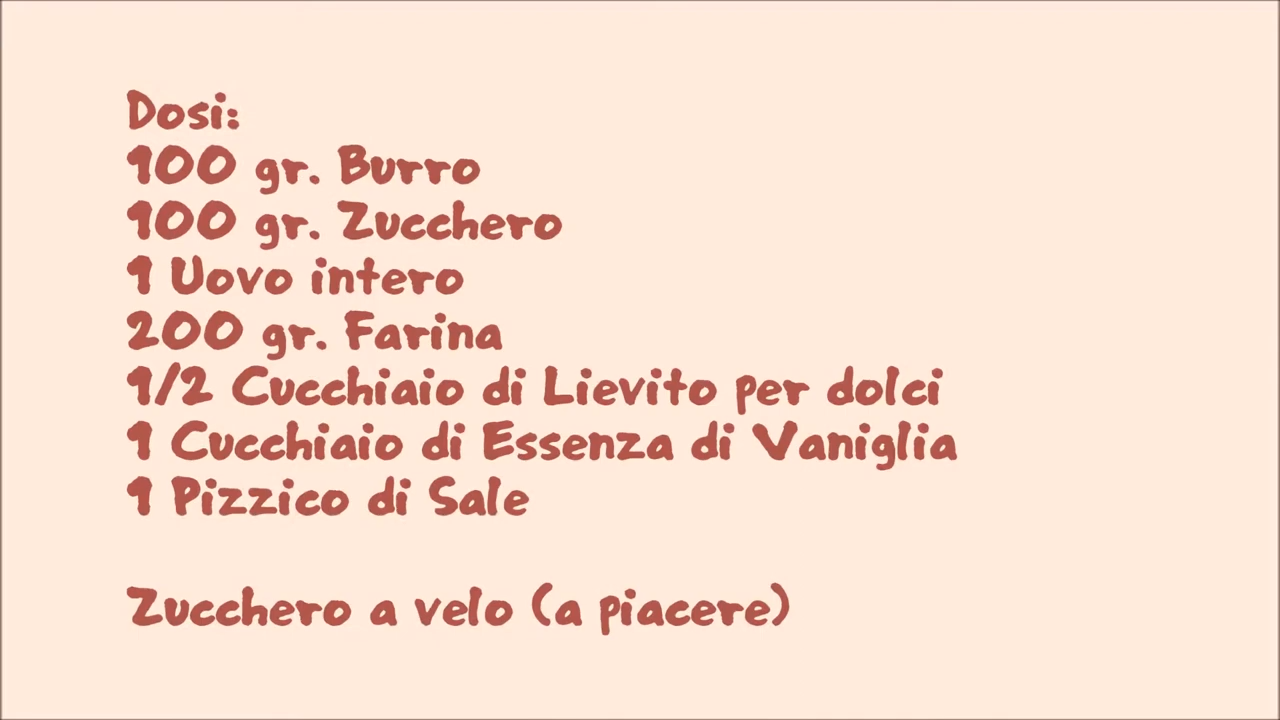 Dosi:
100 gr. Burro
100 gr. Zucchero
1 Uovo intero
200 gr. Farina
1/2 Cucchiaio di Lievito per dolci
1 Cucchiaio di Essenza di Vaniglia
1 Pizzico di Sale
Zucchero a velo (a piacere)